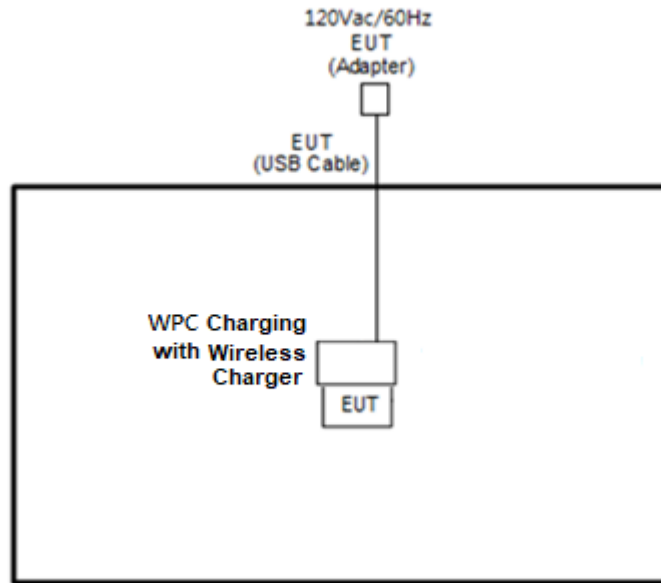 120Vac/60Hz
EUT
(Adapter)
EUT
(USB Cable)
WPC Charging
with Wireless
Charger
EUT